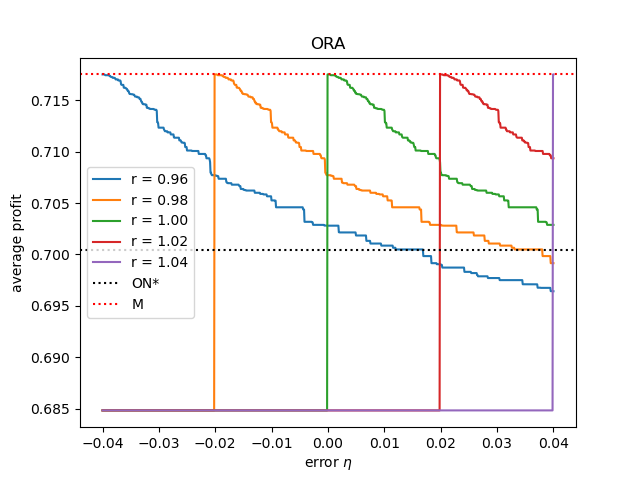 ORA
average profit
0.715
0.710
0.705
0.700
0.695
0.690
0.685
r = 0.96
r = 0.98
r = 1.00
r = 1.02
r = 1.04
ON*
M
−0.04 −0.03 −0.02 −0.01 0.00 0.01 0.02 0.03 0.04
error η